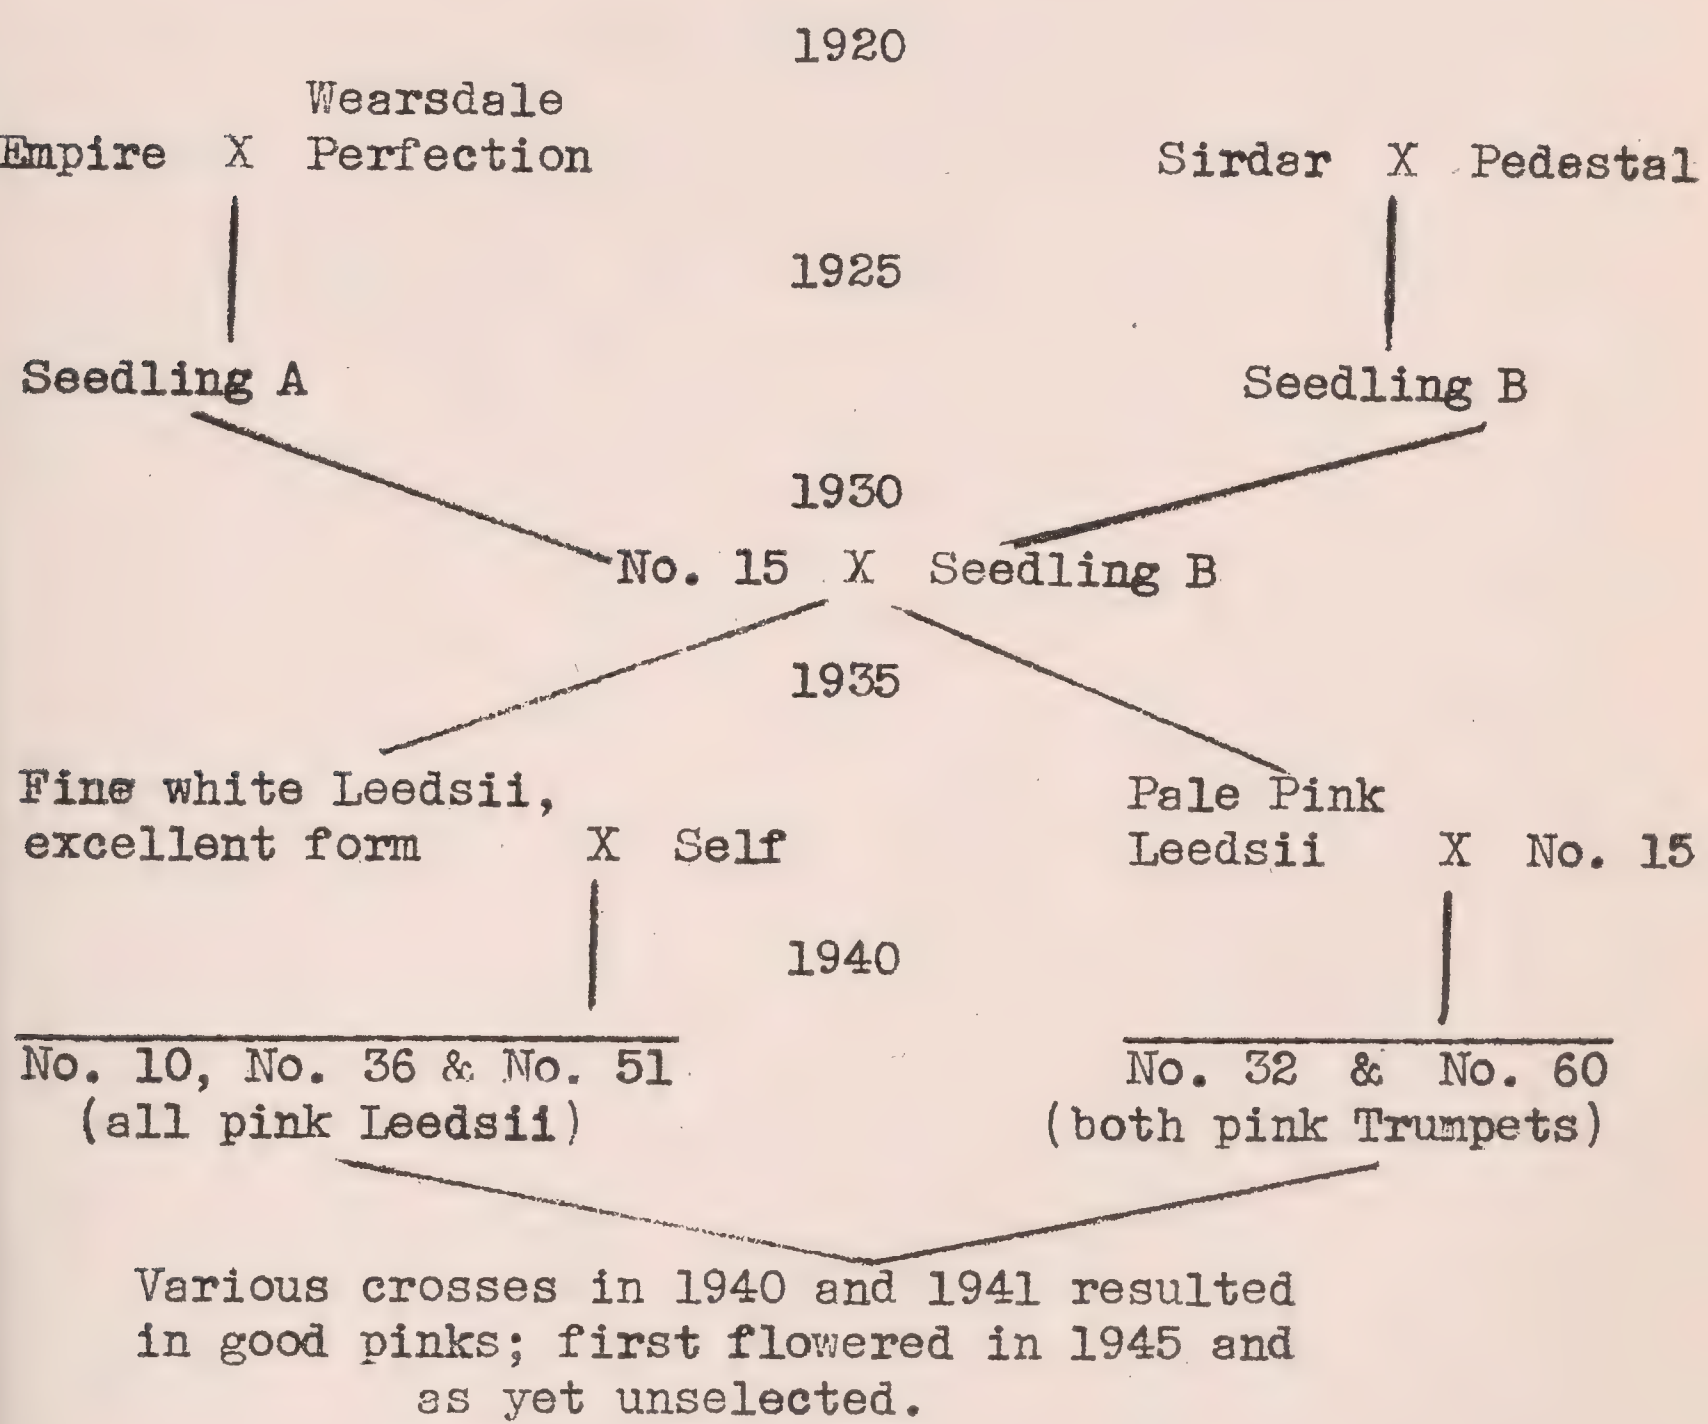 1920
Wearsdale
Empire X Perfection
Sirdar X Pedestal
1925
Seedling A
Seedling B
1930
No. 15 X Seedling B
1935
Fine white Leedsii,
excellent form X Self
Pale Pink
Leedsii X No. 15
1940
No. 10, No. 36 & No. 51
(all pink Leedsii)
No. 32 & No. 60
(both pink Trumpets)
Various crosses in 1940 and 1941 resulted
in good pinks; first flowered in 1945 and
as yet unselected.